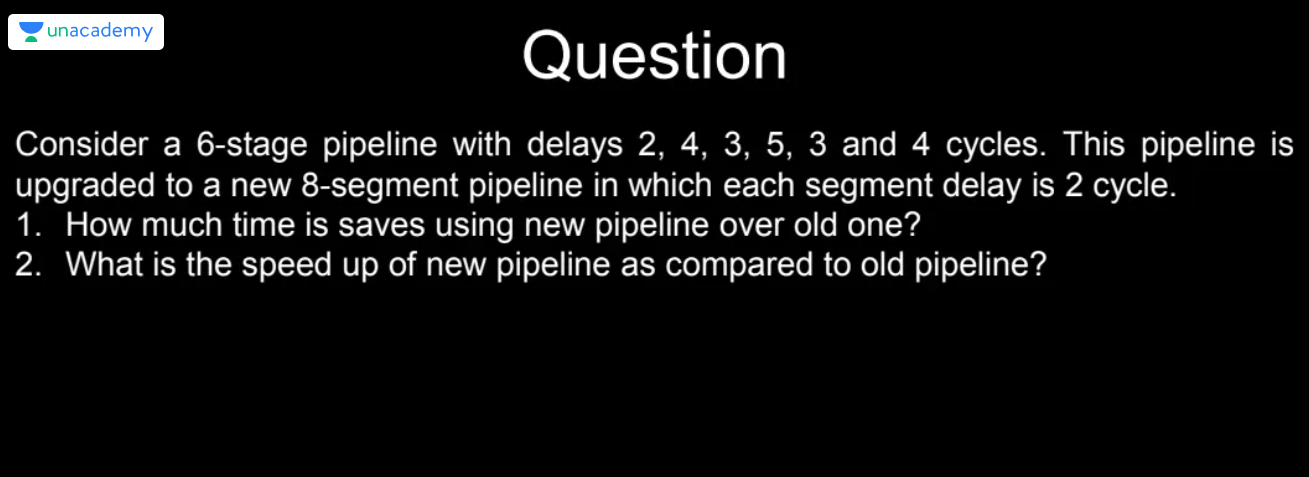 unacademy
Question
Consider a 6-stage pipeline with delays 2, 4, 3, 5, 3 and 4 cycles. This pipeline is
upgraded to a new 8-segment pipeline in which each segment delay is 2 cycle.
1. How much time is saves using new pipeline over old one?
2. What is the speed up of new pipeline as compared to old pipeline?